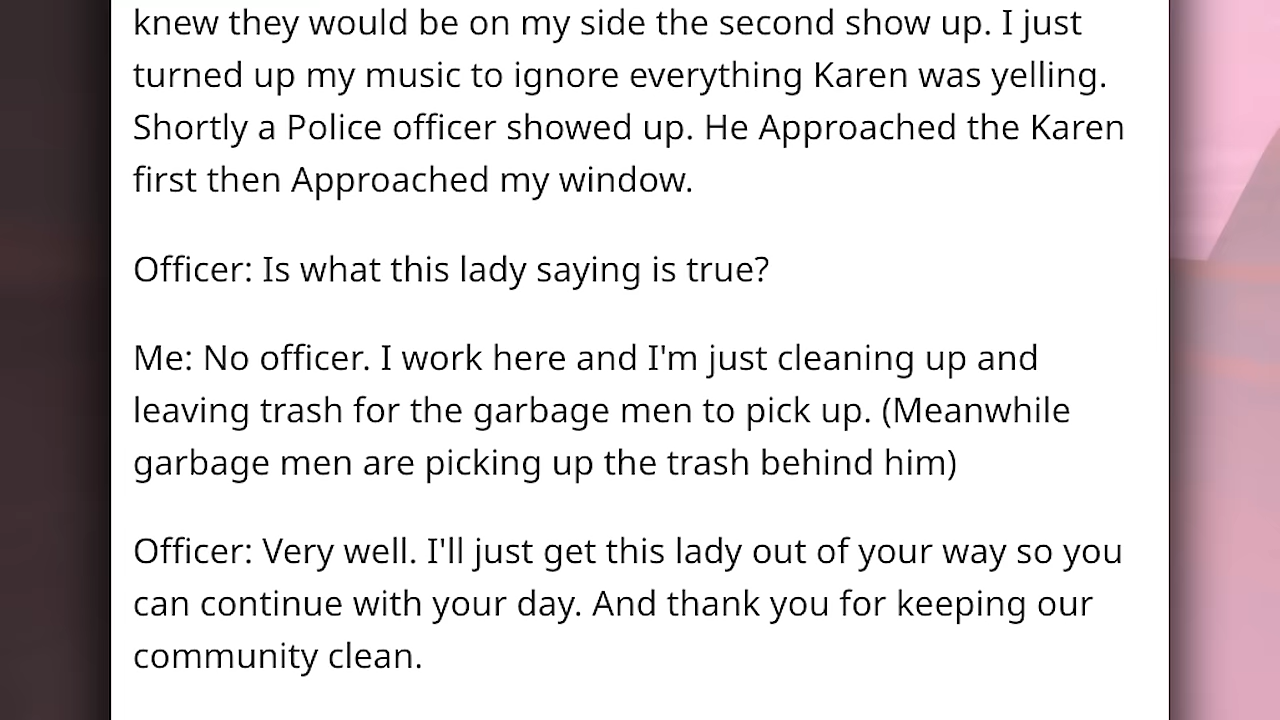 knew they would be on my side the second show up. I just
turned up my music to ignore everything Karen was yelling.
Shortly a Police officer showed up. He Approached the Karen
first then Approached my window.
Officer: Is what this lady saying is true?
Me: No officer. I work here and I'm just cleaning up and
leaving trash for the garbage men to pick up. (Meanwhile
garbage men are picking up the trash behind him)
Officer: Very well. I'll just get this lady out of your way so you
can continue with your day. And thank you for keeping our
community clean.